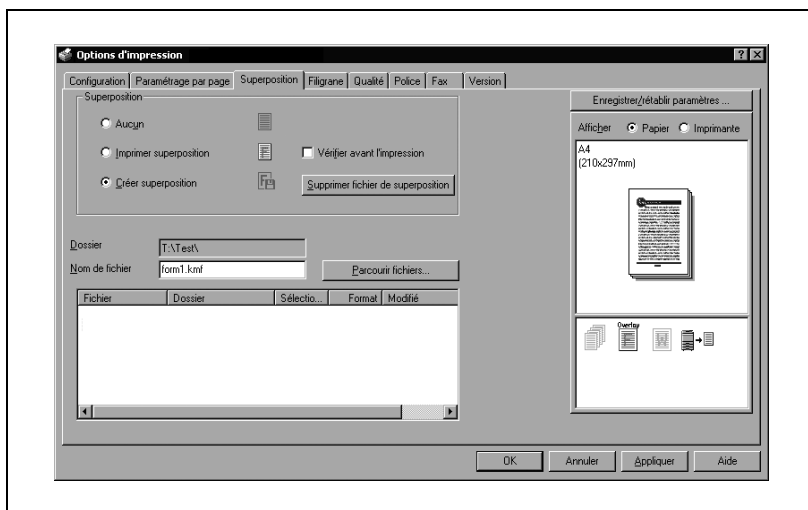 Options d'impression
Configuration Paramétrage par page Superposition Filigrane Qualité Police Fax Version
Superposition
Aucun
Imprimer superposition
Vérifier avant l'impression
Créer superposition
Supprimer fichier de superposition
Dossier T:\Test\
Nom de fichier form1.kmf Parcourir fichiers...
Fichier Dossier Sélectio... Format Modifié
Enregistrer/rétablir paramètres ...
Afficher Papier Imprimante
A4
(210x297mm)
Overlay
OK Annuler Appliquer Aide